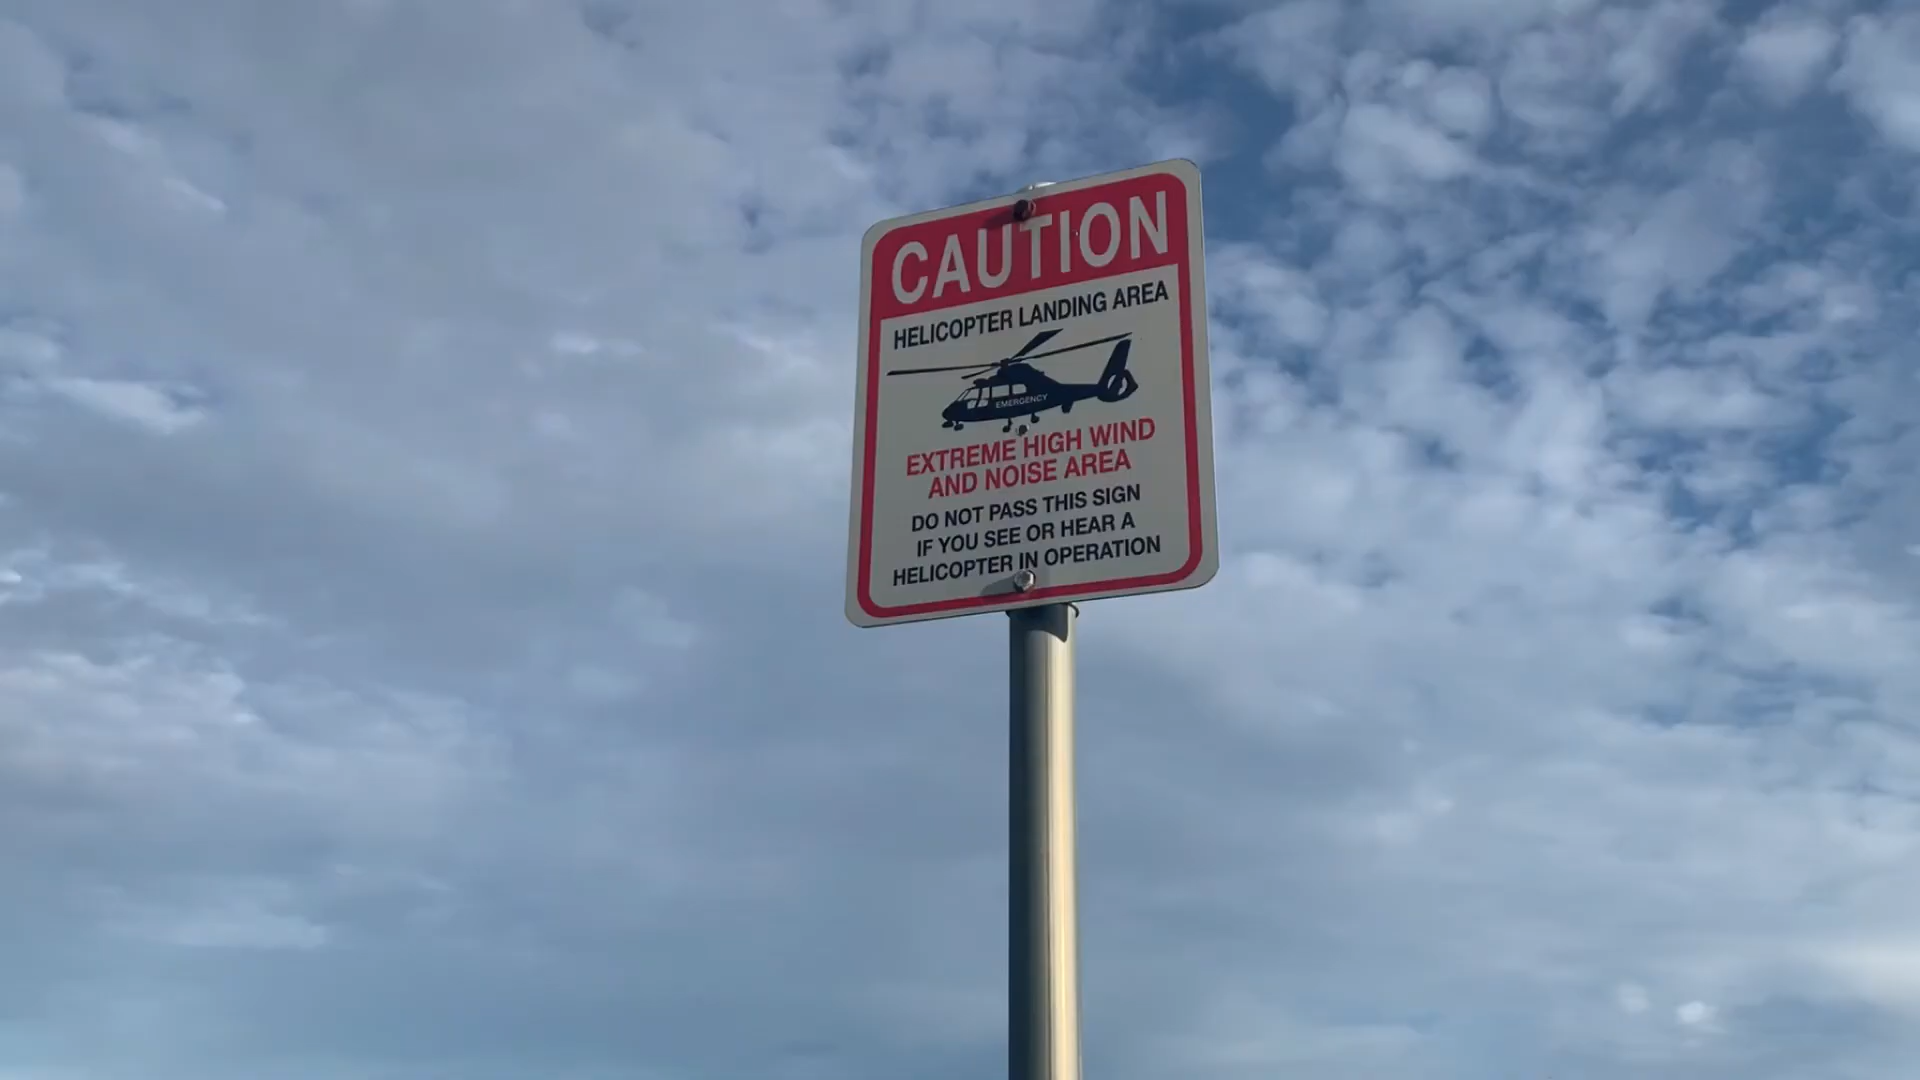 CAUTION
HELICOPTER LANDING AREA
EMERGENCY
EXTREME HIGH WIND
AND NOISE AREA
DO NOT PASS THIS SIGN
IF YOU SEE OR HEAR A
HELICOPTER IN OPERATION